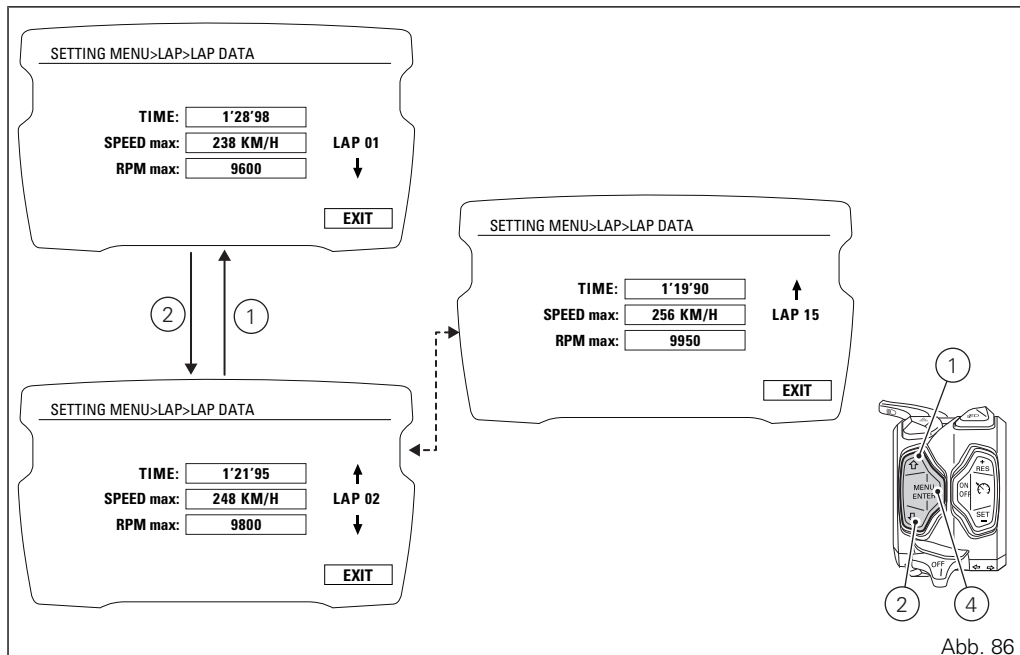 SETTING MENU>LAP>LAP DATA
TIME: 1'28'98
SPEED max: 238 KM/H LAP 01
RPM max: 9600
EXIT
2 1
SETTING MENU>LAP>LAP DATA
TIME: 1'21'95
SPEED max: 248 KM/H LAP 02
RPM max: 9800
EXIT
SETTING MENU>LAP>LAP DATA
TIME: 1'19'90
SPEED max: 256 KM/H LAP 15
RPM max: 9950
EXIT
1
+
RES
MENU
ENTER
ON
OFF
SET
-
OFF
2 4
Abb. 86